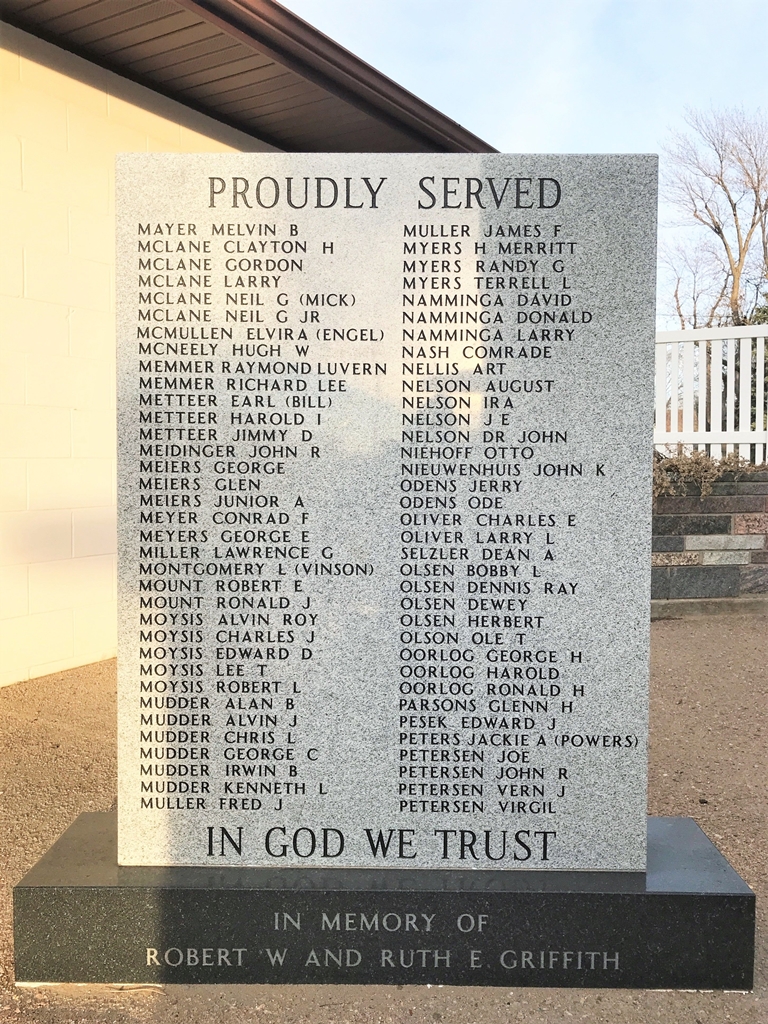 PROUDLY SERVED
MAYER MELVIN B
MCLANE CLAYTON H
MCLANE GORDON
MCLANE LARRY
MCLANE NEIL G (MICK)
MCLANE NEIL G JR
MCMULLEN ELVIRA (ENGEL)
MCNEELY HUGH W
MEMMER RAYMOND LUVERN
MEMMER RICHARD LEE
METTEER EARL (BILL)
METTEER HAROLD I
METTEER JIMMY D
MEIDINGER JOHN R
MEIERS GEORGE
MEIERS GLEN
MEIERS JUNIOR A
MEYER CONRAD F
MEYERS GEORGE E
MILLER LAWRENCE G
MONTGOMERY L (VINSON)
MOUNT ROBERT E
MOUNT RONALD J
MOYSIS ALVIN ROY
MOYSIS CHARLES J
MOYSIS EDWARD D
MOYSIS LEE T
MOYSIS ROBERT L
MUDDER ALAN B
MUDDER ALVIN J
MUDDER CHRIS L
MUDDER GEORGE C
MUDDER IRWIN B
MUDDER KENNETH L
MULLER FRED J
MULLER JAMES F
MYERS H MERRITT
MYERS RANDY G
MYERS TERRELL L
NAMMINGA DAVID
NAMMINGA DONALD
NAMMINGA LARRY
NASH COMRADE
NELLIS ART
NELSON AUGUST
NELSON IRA
NELSON J E
NELSON DR JOHN
NIEHOFF OTTO
NIEUWENHUIS JOHN K
ODENS JERRY
ODENS ODE
OLIVER CHARLES E
OLIVER LARRY L
SELZLER DEAN A
OLSEN BOBBY L
OLSEN DENNIS RAY
OLSEN DEWEY
OLSEN HERBERT
OLSON OLE T
OORLOG GEORGE H
OORLOG HAROLD
OORLOG RONALD H
PARSONS GLENN H
PESEK EDWARD J
PETERS JACKIE A (POWERS)
PETERSEN JOE
PETERSEN JOHN R
PETERSEN VERN J
PETERSEN VIRGIL
IN GOD WE TRUST
IN MEMORY OF
ROBERT W AND RUTH E GRIFFITH